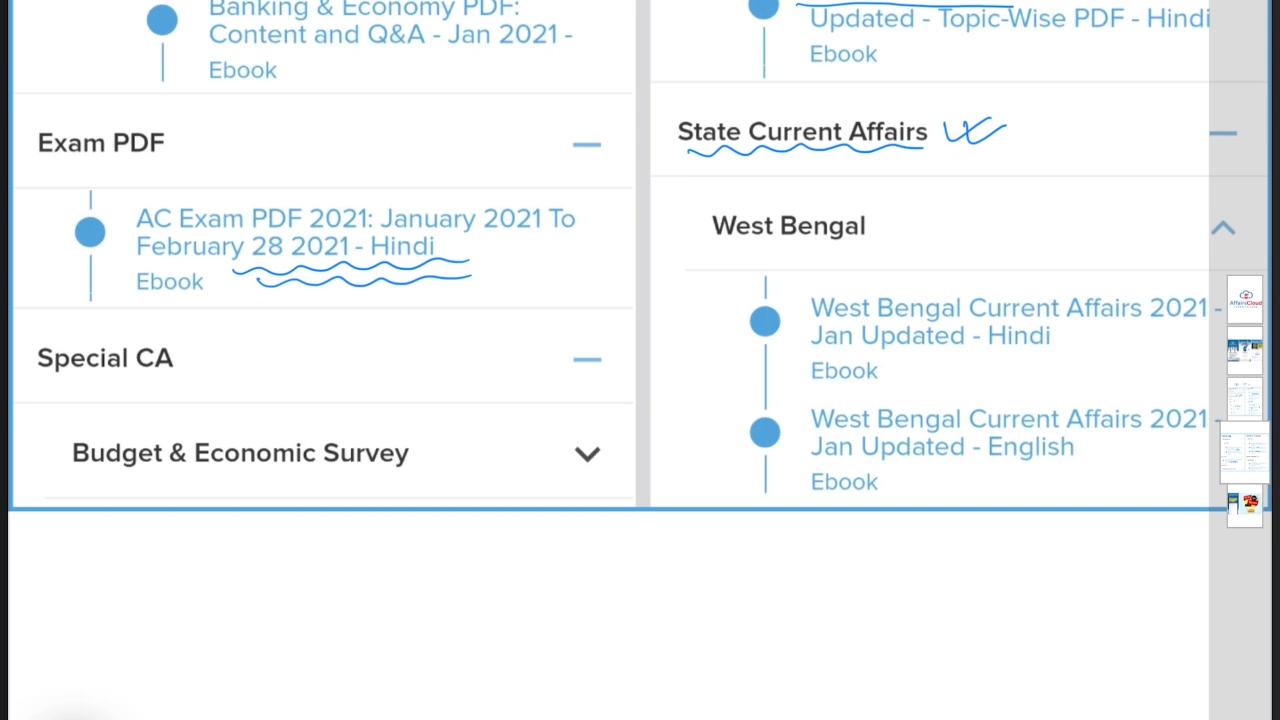 Banking & Economy PDF:
Content and Q&A - Jan 2021 -
Ebook
Exam PDF
AC Exam PDF 2021: January 2021 To
February 28 2021 - Hindi
Ebook
Special CA
Budget & Economic Survey
Updated - Topic-Wise PDF - Hindi
Ebook
State Current Affairs
West Bengal
West Bengal Current Affairs 2021 -
Jan Updated - Hindi
Ebook
West Bengal Current Affairs 2021 -
Jan Updated - English
Ebook
AffairsCloud